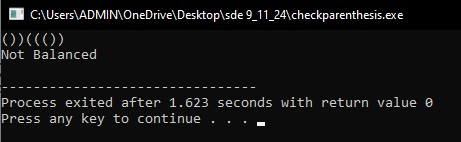 C:\Users\ADMIN\OneDrive\Desktop\sde 9_11_24\checkparenthesis.exe
())((())
Not Balanced
--------------------------------
Process exited after 1.623 seconds with return value 0
Press any key to continue . . .